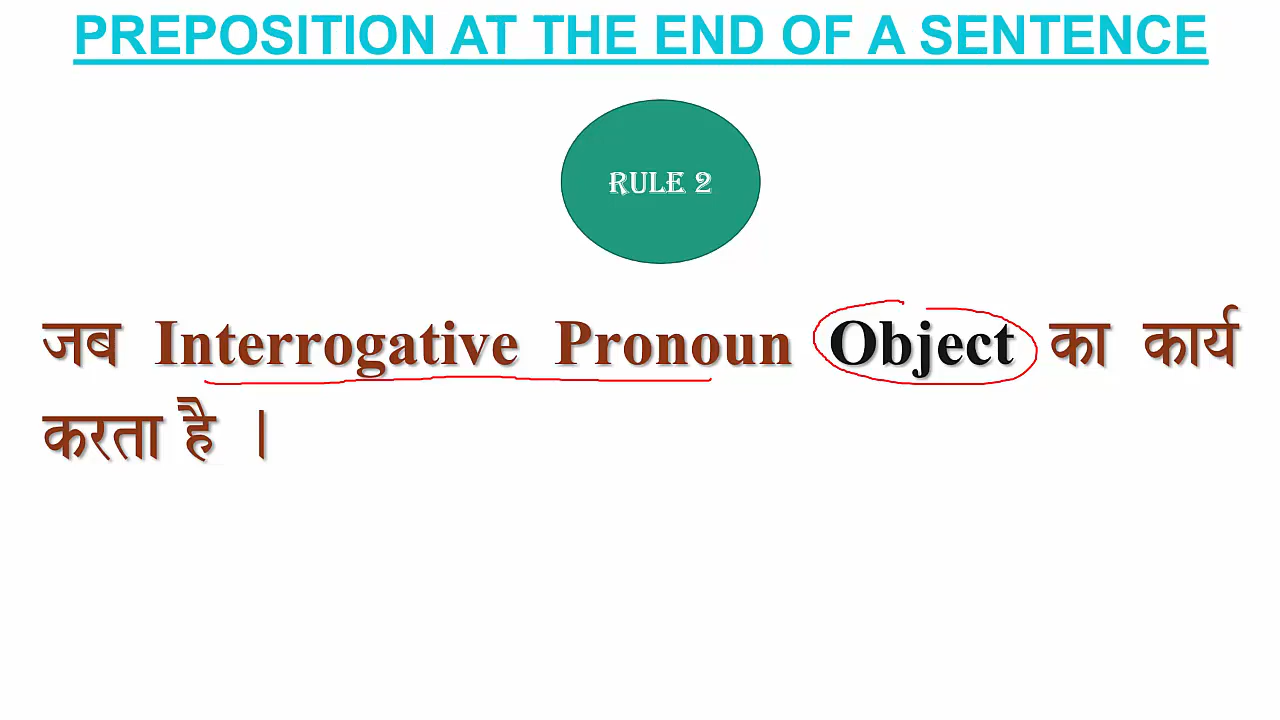 PREPOSITION AT THE END OF A SENTENCE
RULE 2
जब Interrogative Pronoun Object का कार्य
करता है ।